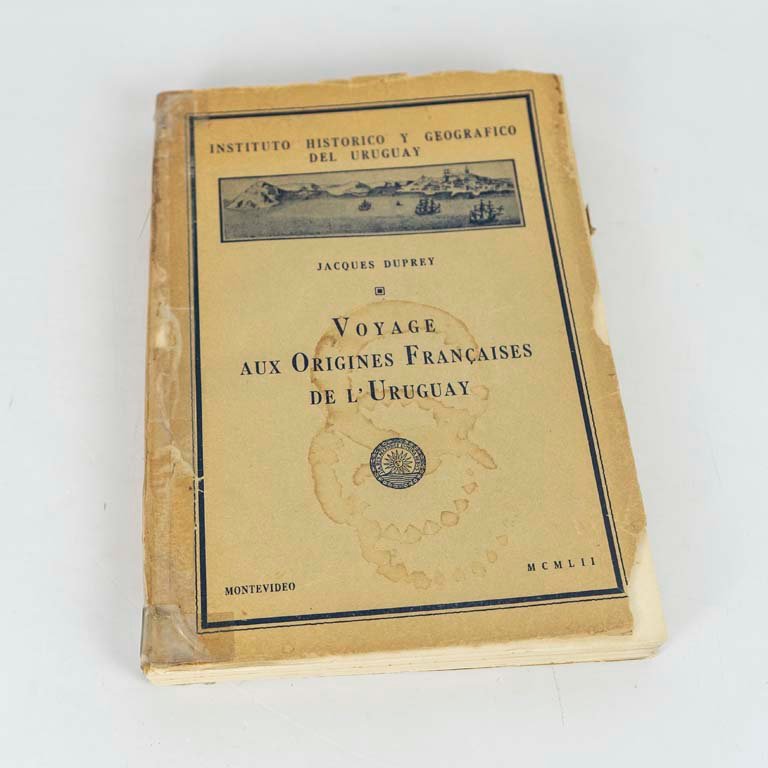 INSTITUTO HISTORICO Y GEOGRAFICO
DEL URUGUAY
JACQUES DUPREY
VOYAGE
AUX ORIGINES FRANÇAISES
DE L'URUGUAY
MONTEVIDEO
MCMLII